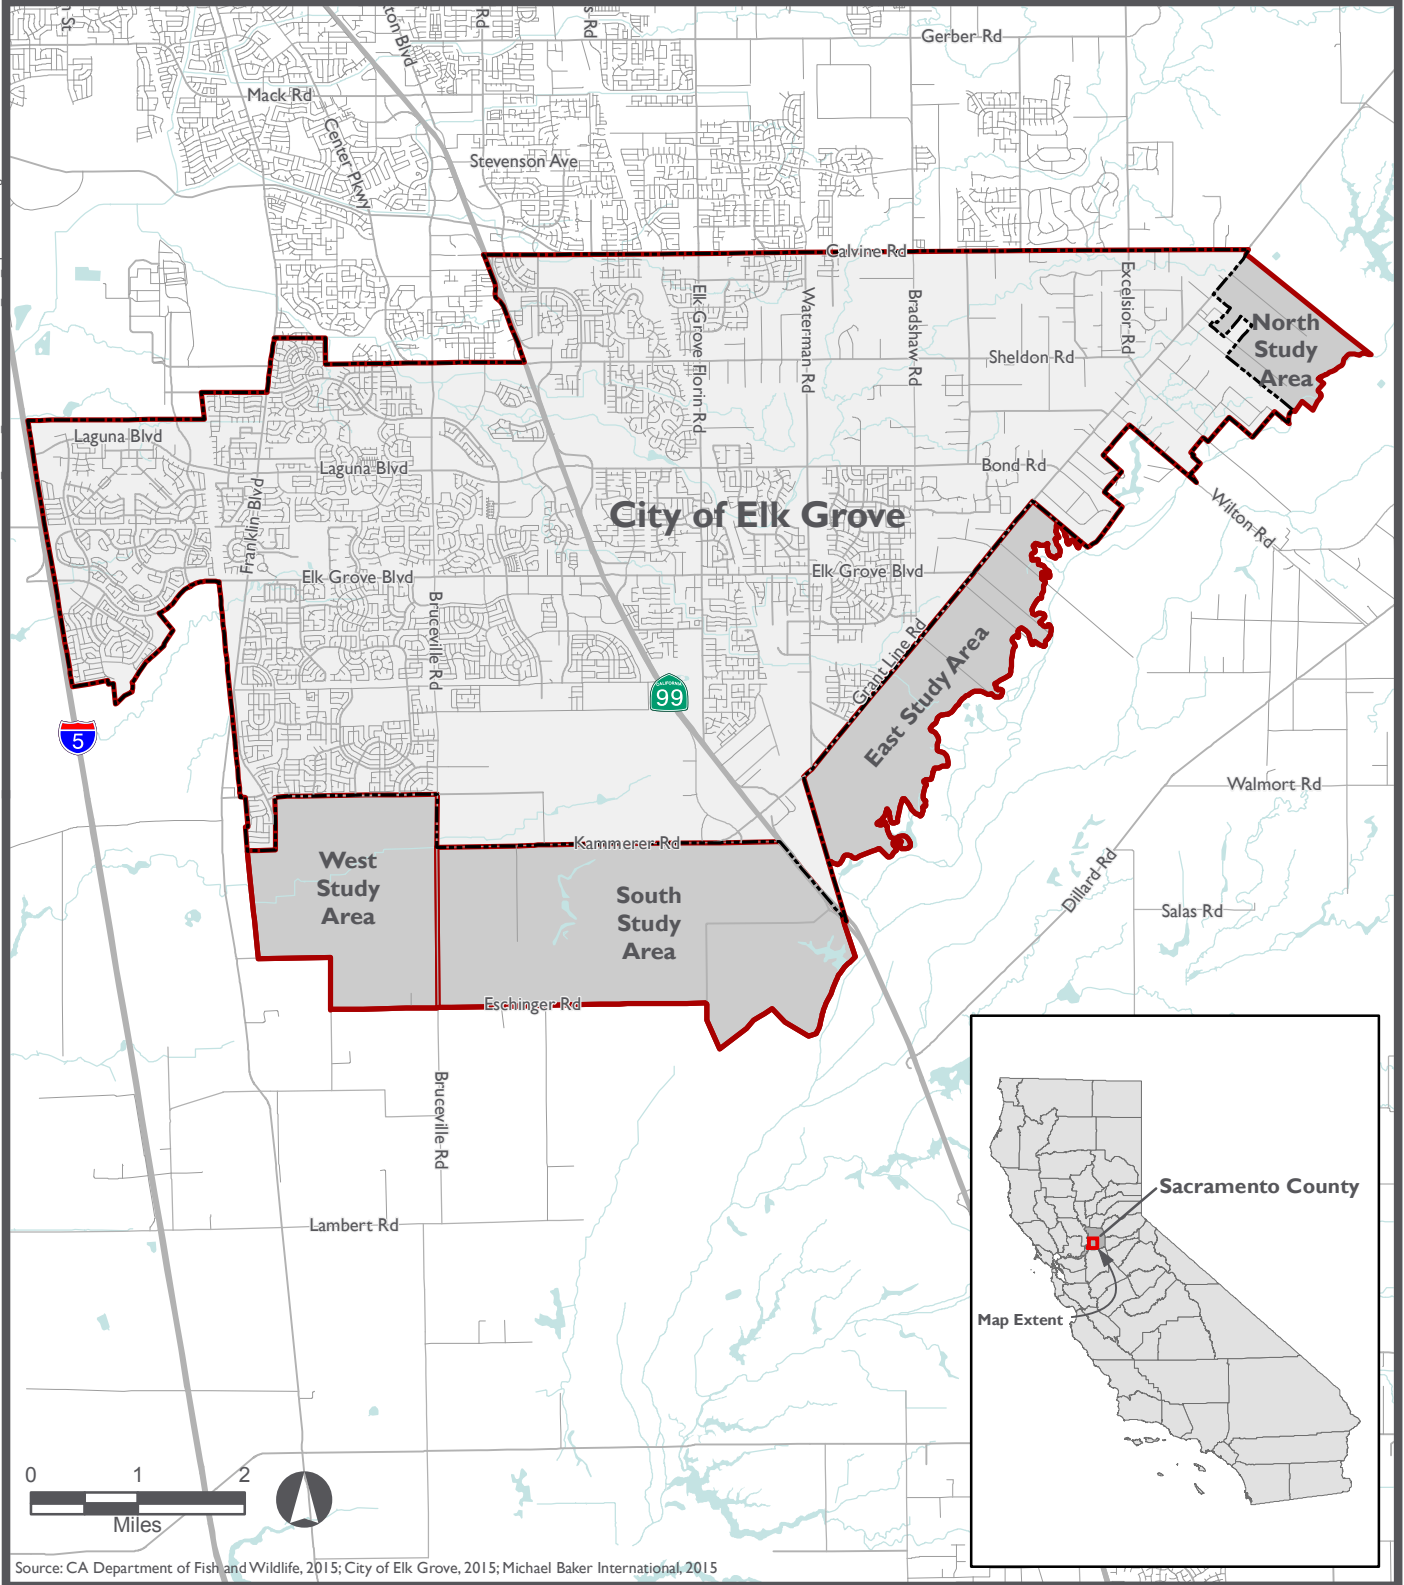 Rd
Gerber Rd
Mack Rd
Center Pkwy
Stevenson Ave
Calvine Rd
Elk Grove Florin Rd
Waterman Rd
Bradshaw Rd
Excelsior Rd
Sheldon Rd
North
Study
Area
Laguna Blvd
Laguna Blvd
Bond Rd
Franklin Blvd
City of Elk Grove
Wilton Rd
Elk Grove Blvd
Elk Grove Blvd
Bruceville Rd
Grant Line Rd
East Study Area
CALIFORNIA
99
5
Walmort Rd
Kammerer Rd
West
Study
Area
South
Study
Area
Dillard Rd
Salas Rd
Eschinger Rd
Bruceville Rd
Lambert Rd
Sacramento County
Map Extent
0 1 2
Miles
Source: CA Department of Fish and Wildlife, 2015; City of Elk Grove, 2015; Michael Baker International, 2015